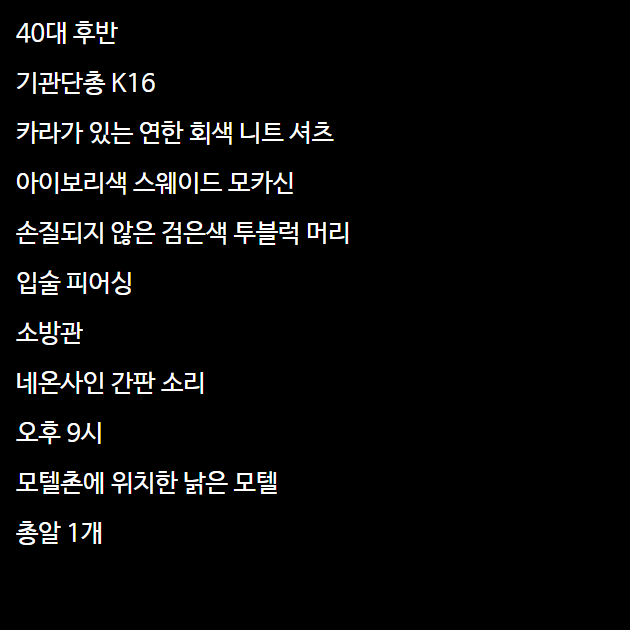 40대 후반
기관단총 K16
카라가 있는 연한 회색 니트 셔츠
아이보리색 스웨이드 모카신
손질되지 않은 검은색 투블럭 머리
입술 피어싱
소방관
네온사인 간판 소리
오후 9시
모텔촌에 위치한 낡은 모텔
총알 1개